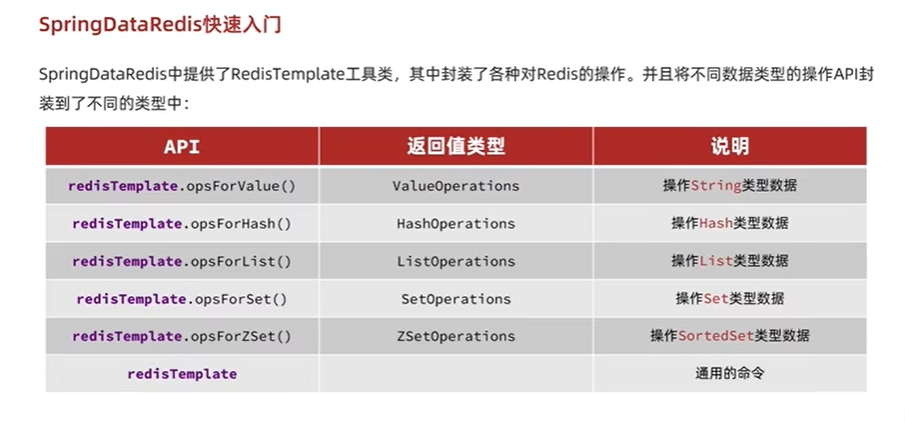 SpringDataRedis快速入门
SpringDataRedis中提供了RedisTemplate工具类，其中封装了各种对Redis的操作。并且将不同数据类型的操作API封
装到了不同的类型中：
API 返回值类型 说明
redisTemplate.opsForValue() ValueOperations 操作String类型数据
redisTemplate.opsForHash() HashOperations 操作Hash类型数据
redisTemplate.opsForList() ListOperations 操作List类型数据
redisTemplate.opsForSet() SetOperations 操作Set类型数据
redisTemplate.opsForZSet() ZSetOperations 操作SortedSet类型数据
redisTemplate 通用的命令